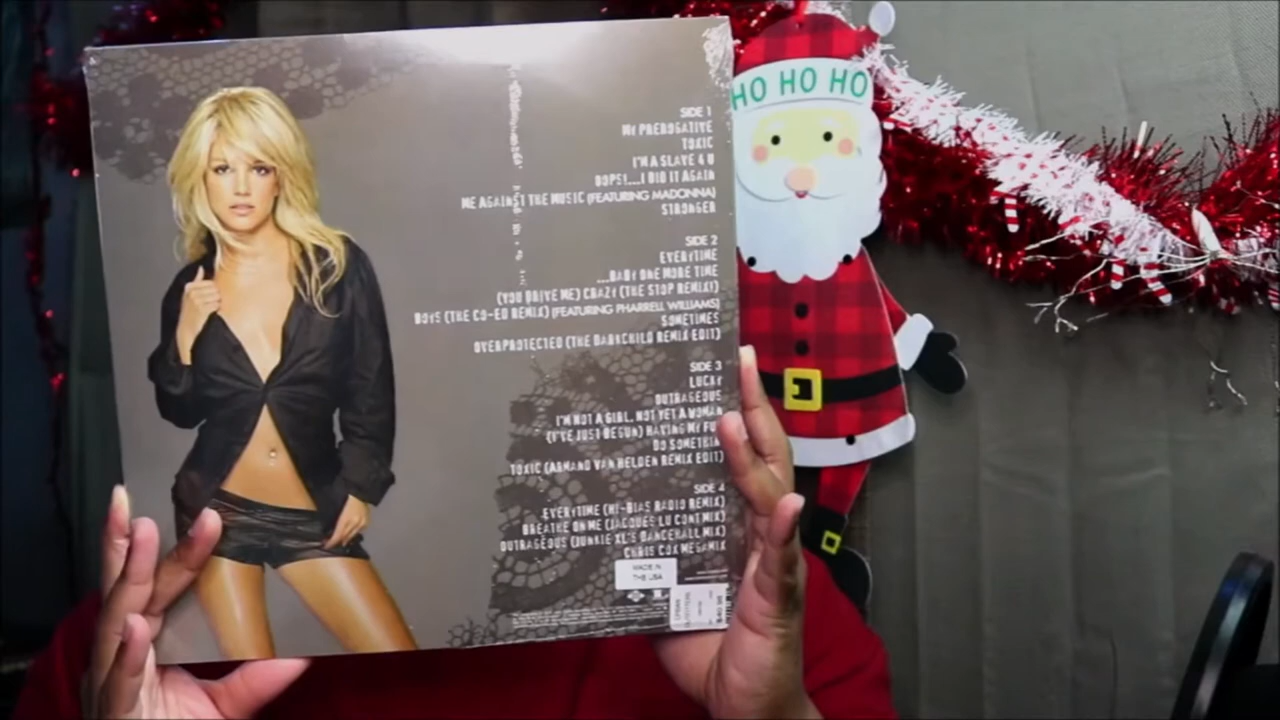 HO HO HO
SIDE 1
MY PREROGATIVE
TOXIC
I'M A SLAVE 4 U
OOPS!...I DID IT AGAIN
ME AGAINST THE MUSIC (FEATURING MADONNA)
STRONGER
SIDE 2
EVERYTIME
...BABY ONE MORE TIME
(YOU DRIVE ME) CRAZY (THE STOP REMIX!)
BOYS (THE CO-ED REMIX) (FEATURING PHARRELL WILLIAMS)
SOMETIMES
OVERPROTECTED (THE DARKCHILD REMIX EDIT)
SIDE 3
LUCKY
OUTRAGEOUS
I'M NOT A GIRL, NOT YET A WOMAN
(I'VE JUST BEGUN) HAVING MY FU
DO SOMETHIN
TOXIC (ARMAND VAN HELDEN REMIX EDIT)
SIDE 4
EVERYTIME (HI-BIAS RADIO REMIX)
BREATHE ON ME (JACQUES LU CONT MIX)
OUTRAGEOUS (JUNKIE XL'S DANCEHALL MIX)
CHRIS COX MEGAMIX
MADE IN
THE USA